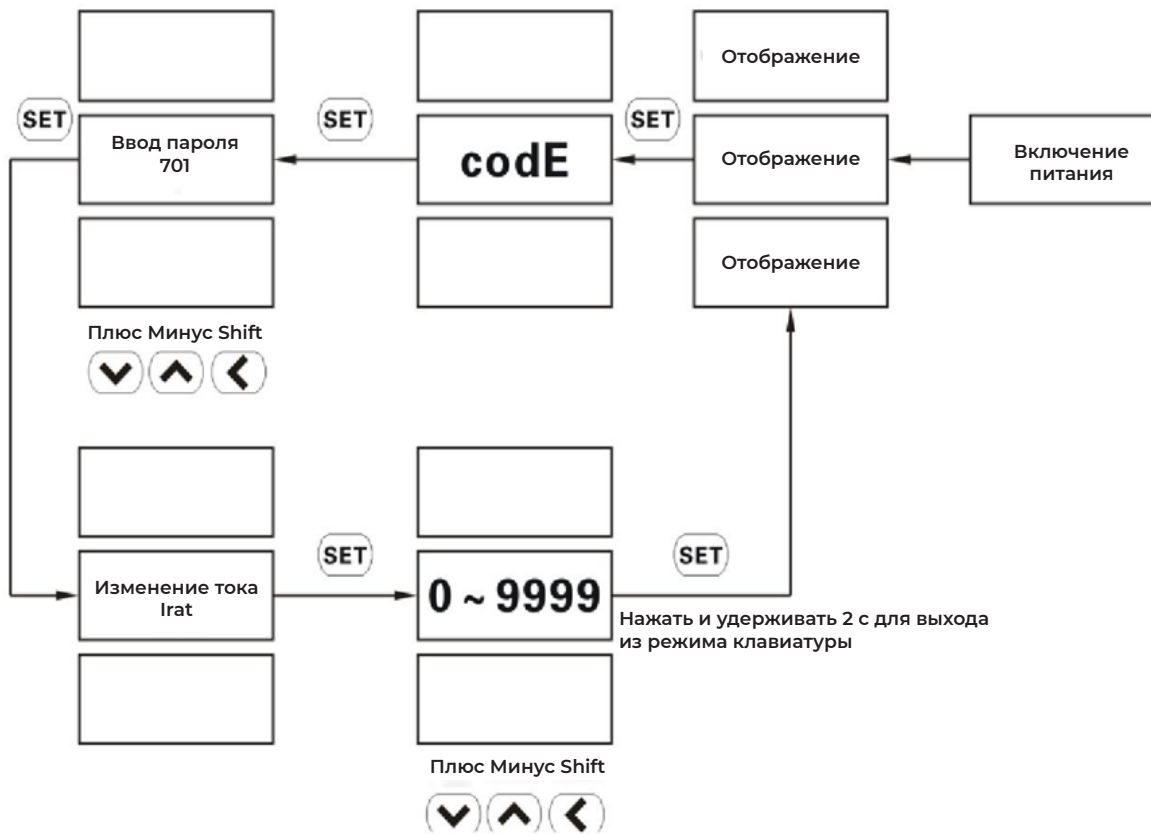 Отображение
SET
SET
SET
Ввод пароля
701
codE
Отображение
Включение
питания
Отображение
Плюс Минус Shift
SET
SET
Изменение тока
Irat
0 ~ 9999
Нажать и удерживать 2 с для выхода
из режима клавиатуры
Плюс Минус Shift